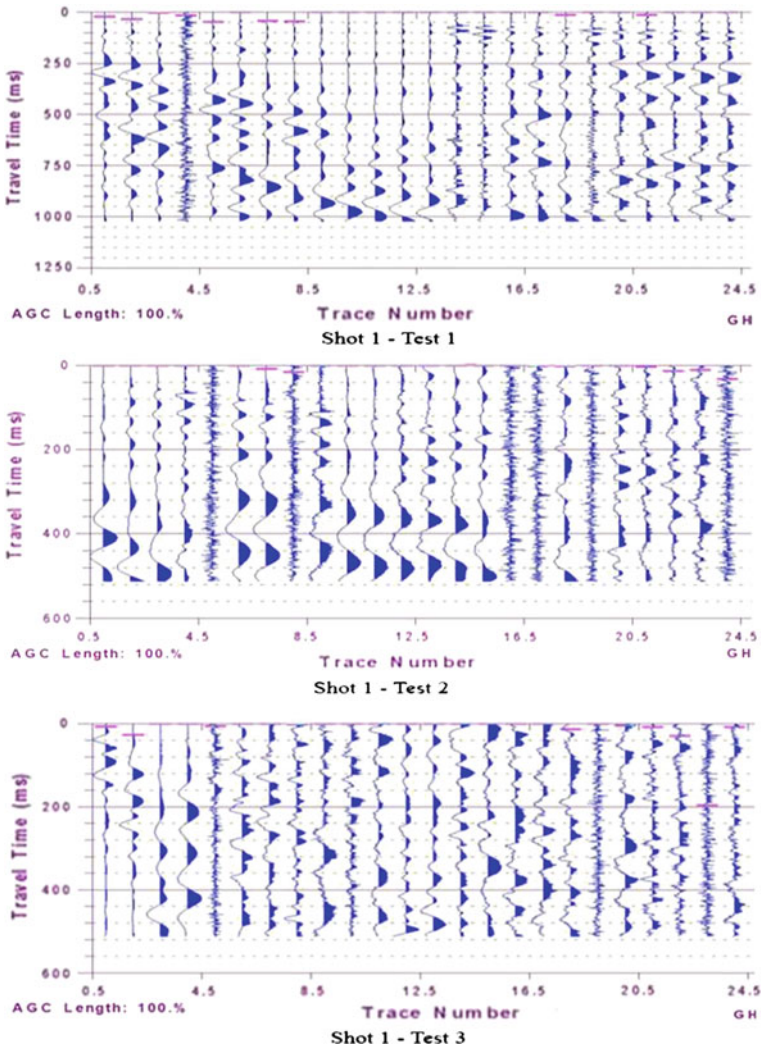 0
250
500
750
1000
1250
Travel Time (ms)
0.5 4.5 8.5 12.5 16.5 20.5 24.5
AGC Length: 100.% Trace Number GH
Shot 1 - Test 1
0
200
400
600
Travel Time (ms)
0.5 4.5 8.5 12.5 16.5 20.5 24.5
AGC Length: 100.% Trace Number GH
Shot 1 - Test 2
0
200
400
600
Travel Time (ms)
0.5 4.5 8.5 12.5 16.5 20.5 24.5
AGC Length: 100.% Trace Number GH
Shot 1 - Test 3